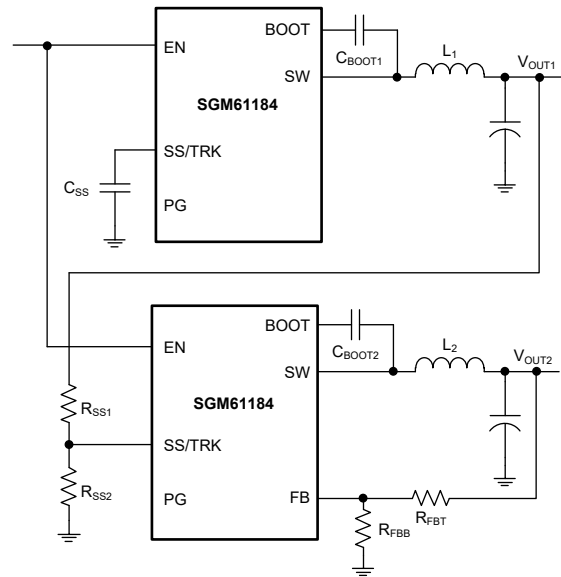 BOOT
EN
C_BOOT1
L_1
V_OUT1
SW
SGM61184
SS/TRK
C_SS
PG
BOOT
EN
C_BOOT2
L_2
V_OUT2
SW
R_SS1
SGM61184
SS/TRK
R_SS2
PG
FB
R_FBT
R_FBB